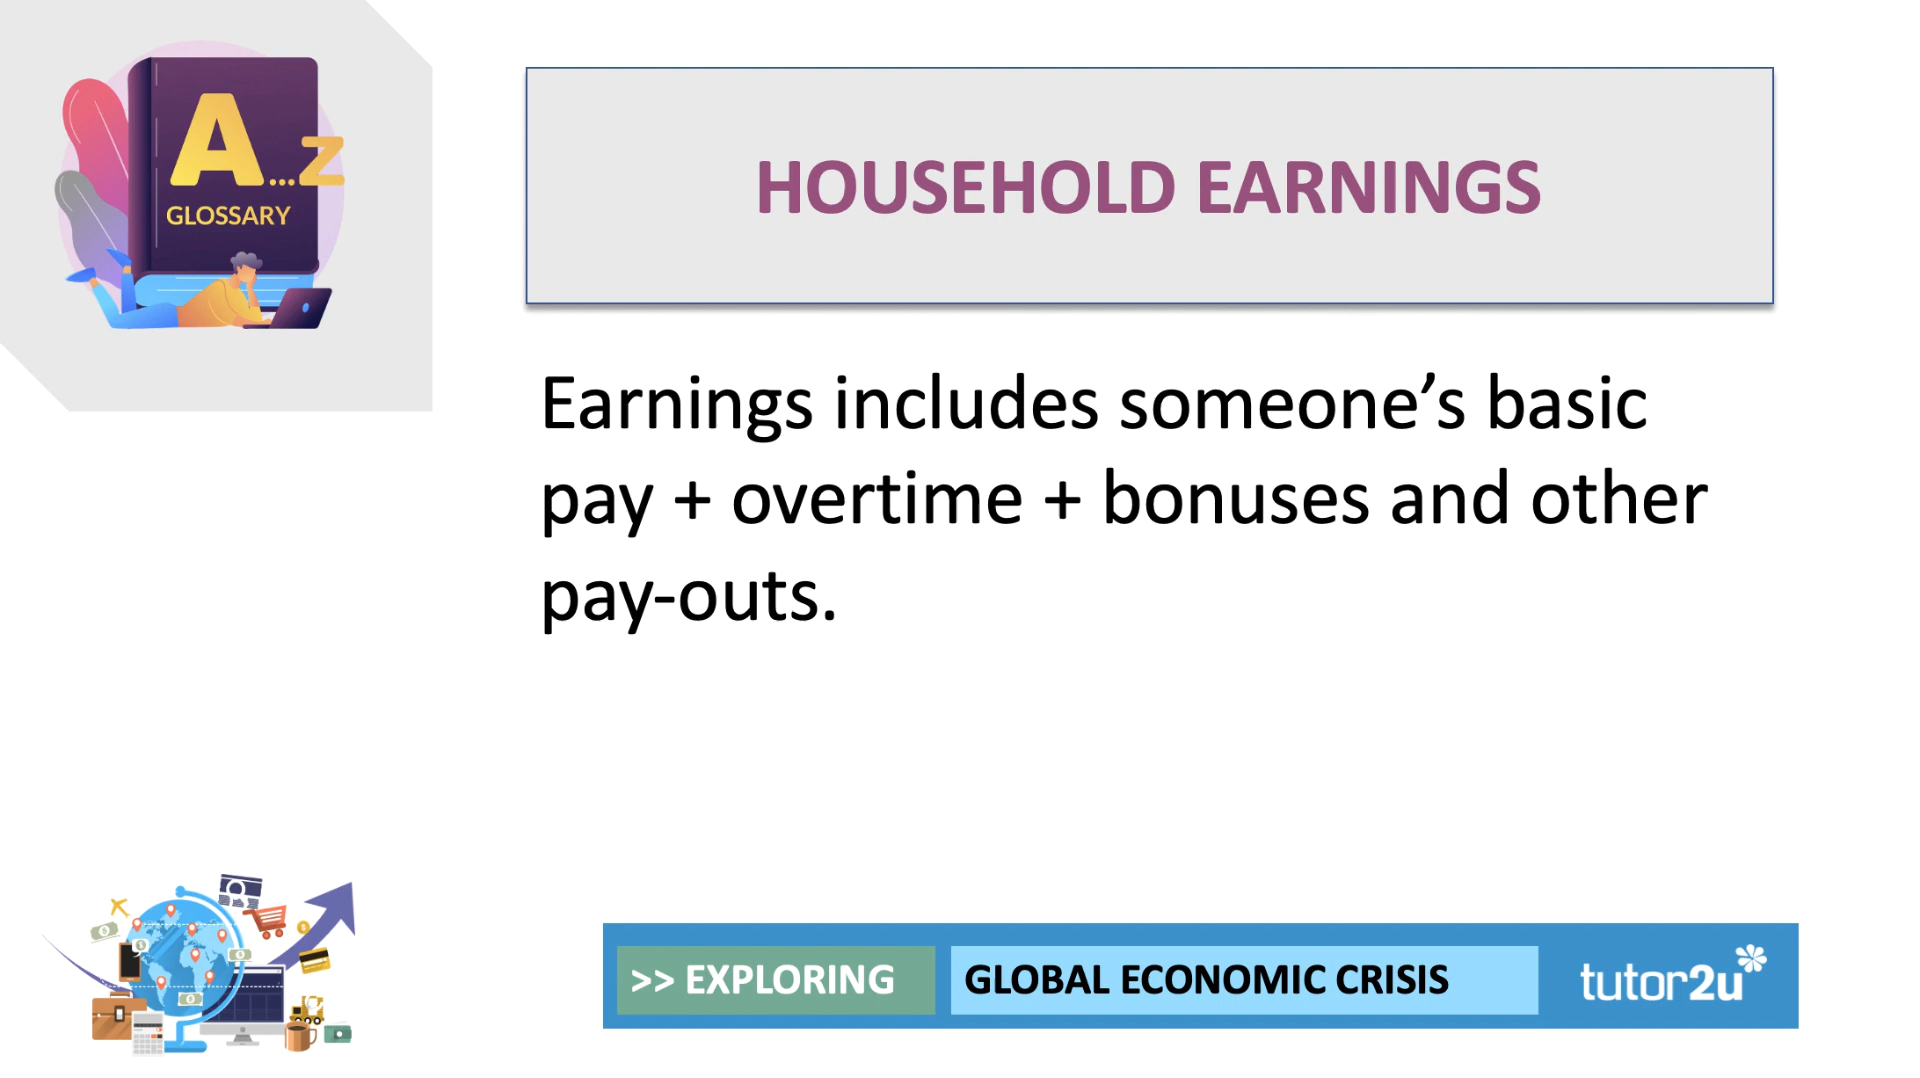 A...Z
GLOSSARY
HOUSEHOLD EARNINGS
Earnings includes someone’s basic
pay + overtime + bonuses and other
pay-outs.
>> EXPLORING
GLOBAL ECONOMIC CRISIS
tutor2u